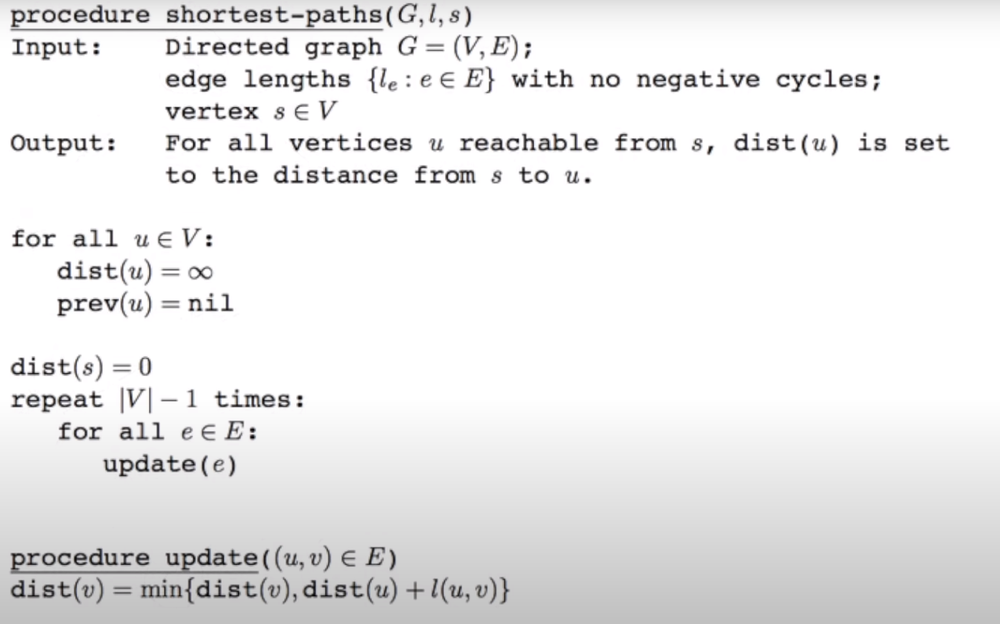 procedure shortest-paths(G, l, s)
Input: Directed graph G = (V, E);
edge lengths {lₑ : e ∈ E} with no negative cycles;
vertex s ∈ V
Output: For all vertices u reachable from s, dist(u) is set
to the distance from s to u.
for all u ∈ V:
dist(u) = ∞
prev(u) = nil
dist(s) = 0
repeat |V| − 1 times:
for all e ∈ E:
update(e)
procedure update((u, v) ∈ E)
dist(v) = min{dist(v), dist(u) + l(u, v)}